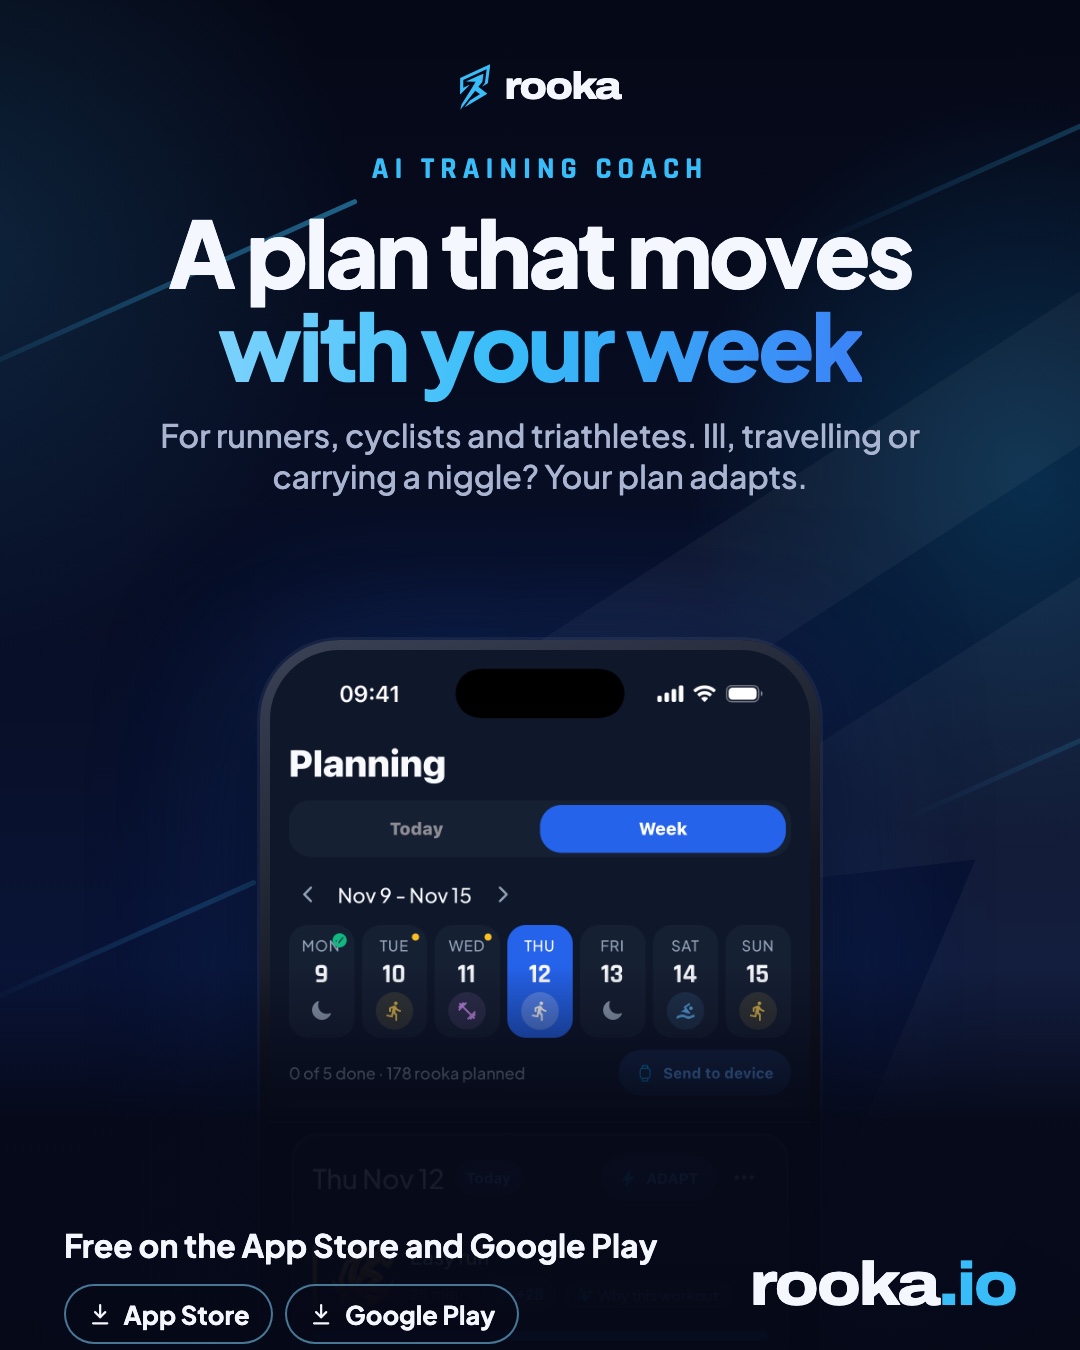 rooka
AI TRAINING COACH
A plan that moves
with your week
For runners, cyclists and triathletes. Ill, travelling or
carrying a niggle? Your plan adapts.
09:41
Planning
Today Week
Nov 9 - Nov 15
MON TUE WED THU FRI SAT SUN
9 10 11 12 13 14 15
0 of 5 done · 178 rooka planned
Send to device
Thu Nov 12 Today ADAPT
Free on the App Store and Google Play
App Store Google Play
rooka.io